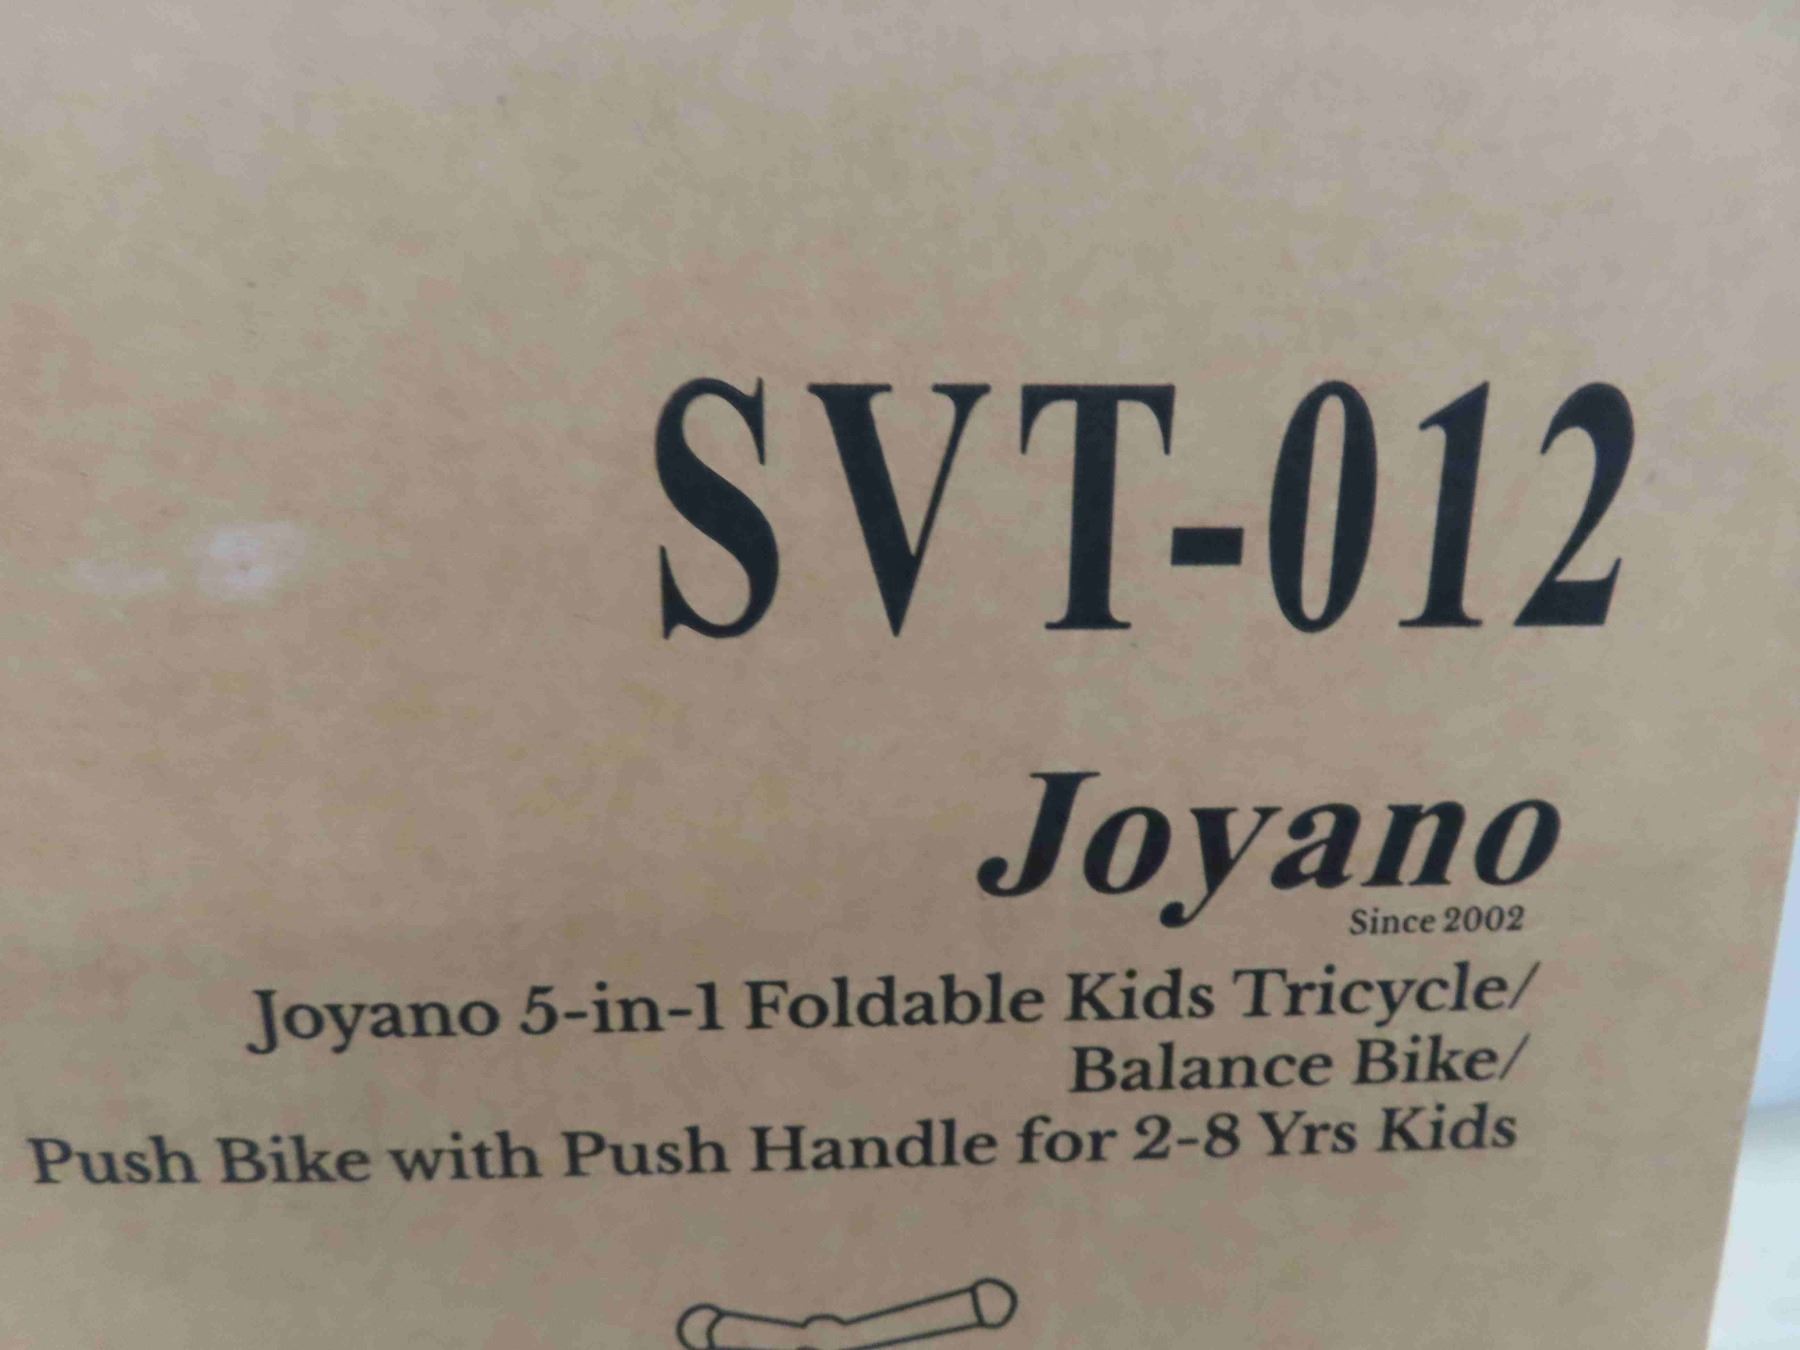 SVT-012
Joyano
Since 2002
Joyano 5-in-1 Foldable Kids Tricycle/
Balance Bike/
Push Bike with Push Handle for 2-8 Yrs Kids